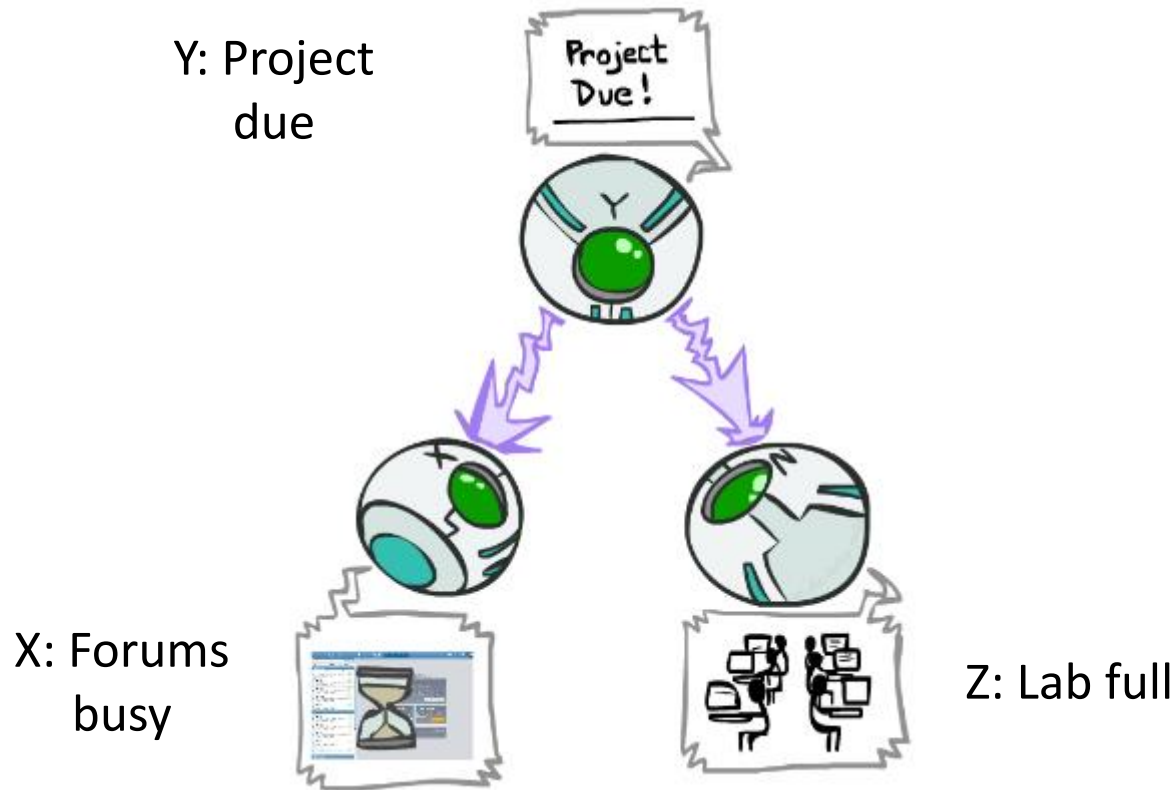 Y: Project
due
Project
Due!
Y
X
Z
X: Forums
busy
Z: Lab full